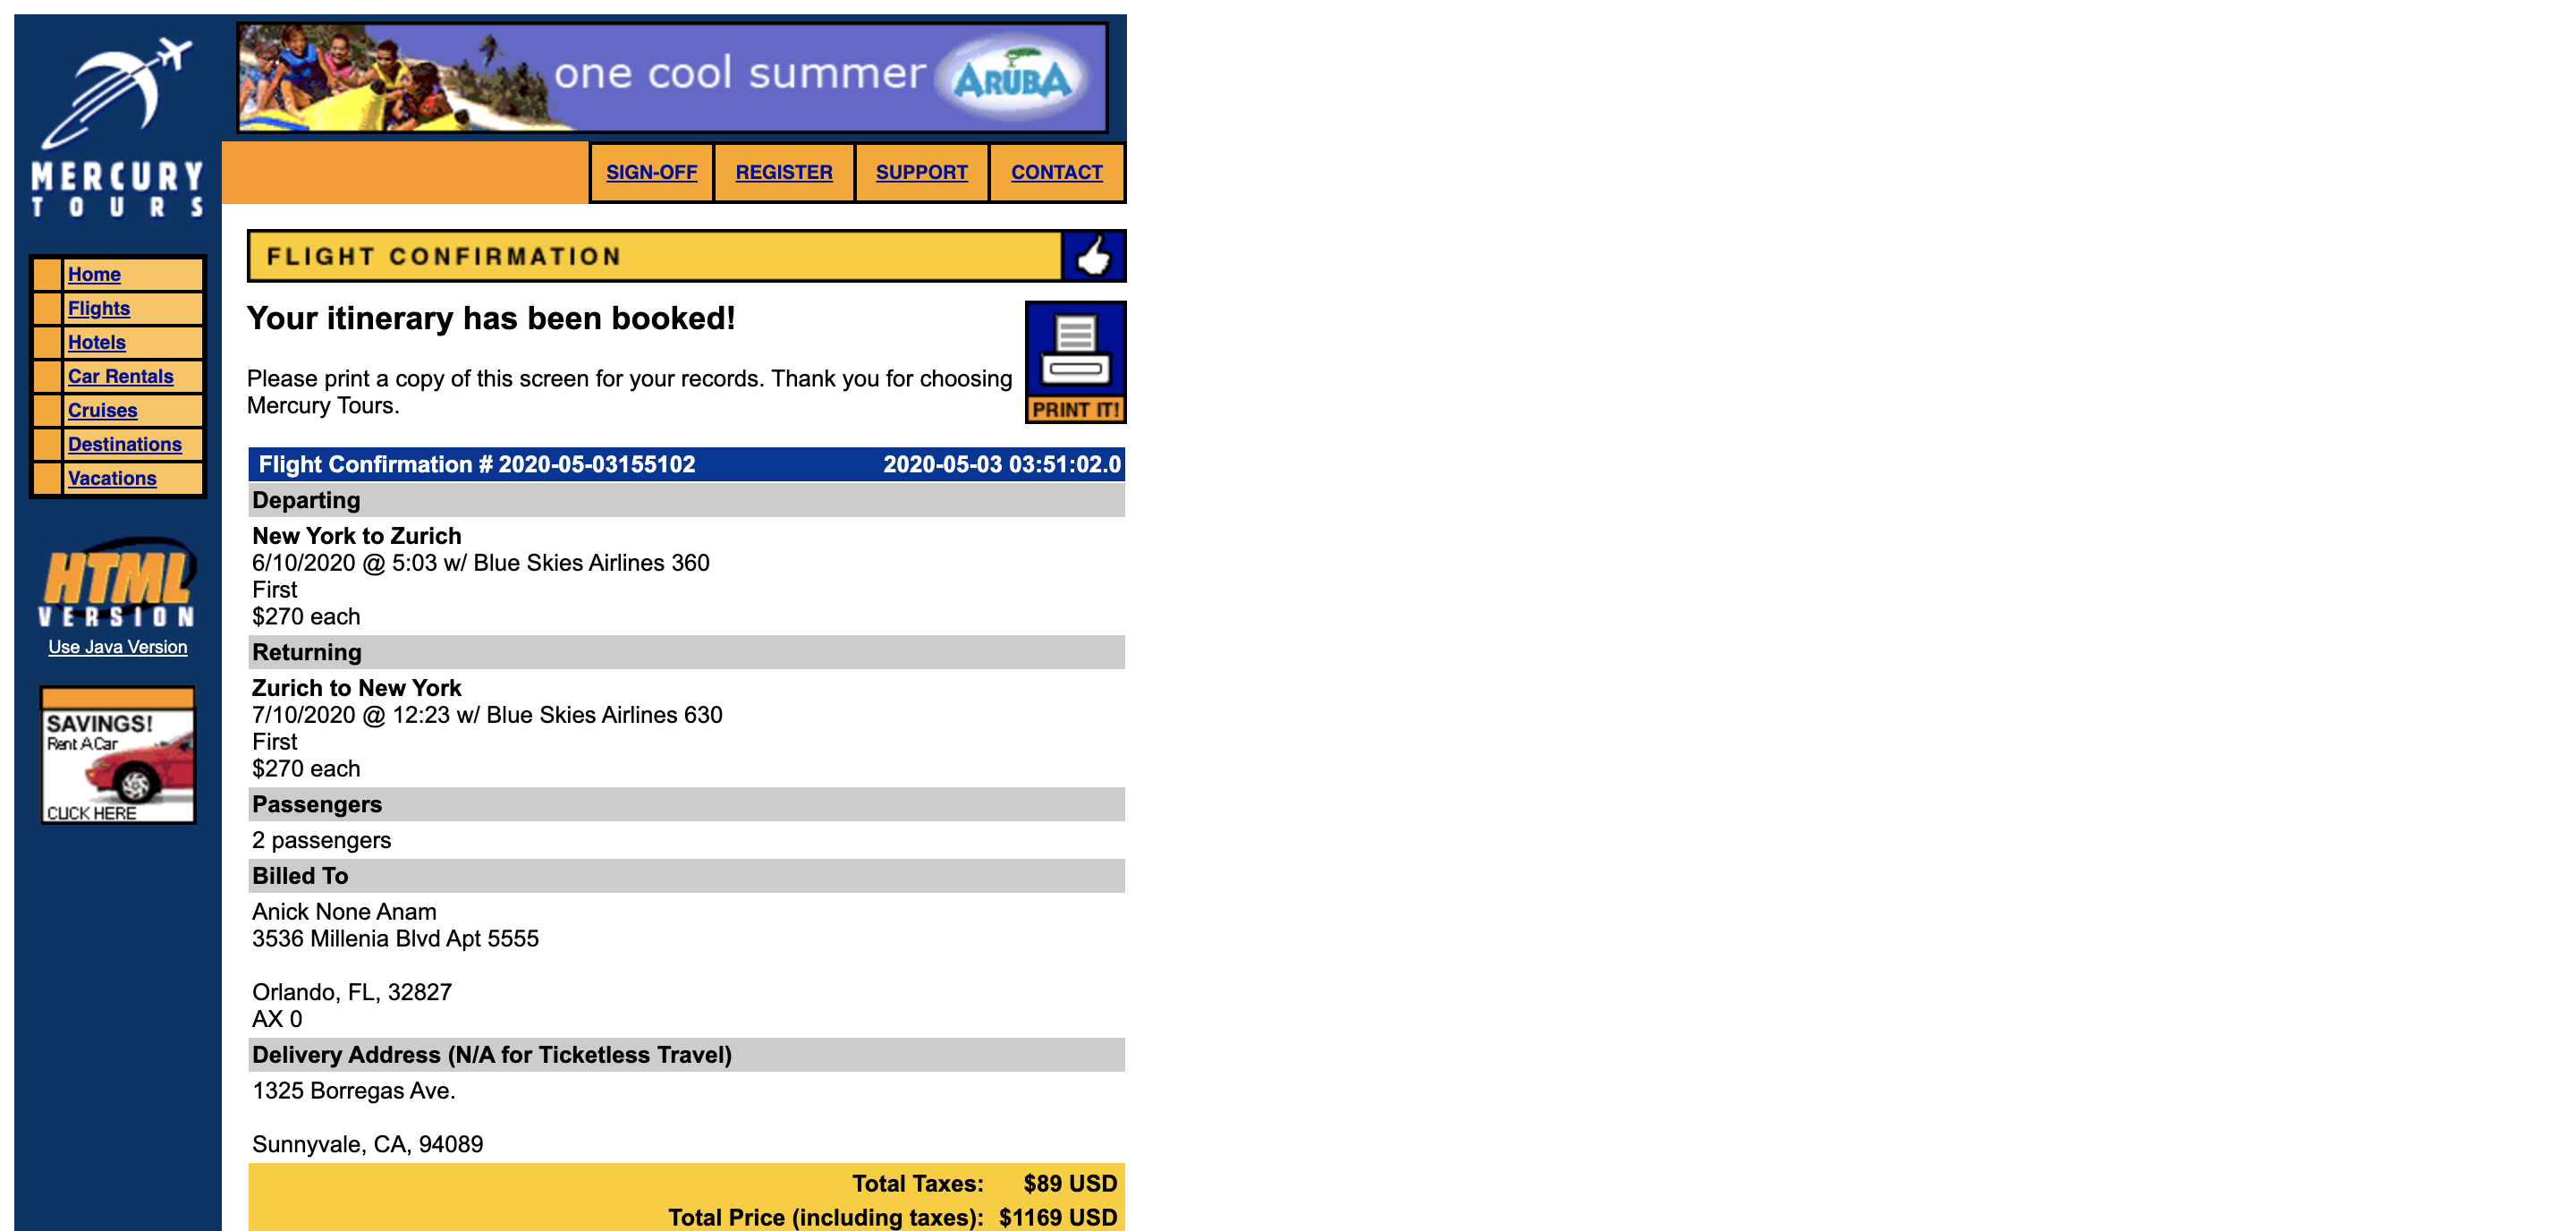 MERCURY
TOURS
one cool summer ARUBA
SIGN-OFF REGISTER SUPPORT CONTACT
Home
Flights
Hotels
Car Rentals
Cruises
Destinations
Vacations
HTML
VERSION
Use Java Version
SAVINGS!
Rent A Car
CLICK HERE
FLIGHT CONFIRMATION
Your itinerary has been booked!
Please print a copy of this screen for your records. Thank you for choosing
Mercury Tours.
PRINT IT!
Flight Confirmation # 2020-05-03155102 2020-05-03 03:51:02.0
Departing
New York to Zurich
6/10/2020 @ 5:03 w/ Blue Skies Airlines 360
First
$270 each
Returning
Zurich to New York
7/10/2020 @ 12:23 w/ Blue Skies Airlines 630
First
$270 each
Passengers
2 passengers
Billed To
Anick None Anam
3536 Millenia Blvd Apt 5555
Orlando, FL, 32827
AX 0
Delivery Address (N/A for Ticketless Travel)
1325 Borregas Ave.
Sunnyvale, CA, 94089
Total Taxes: $89 USD
Total Price (including taxes): $1169 USD